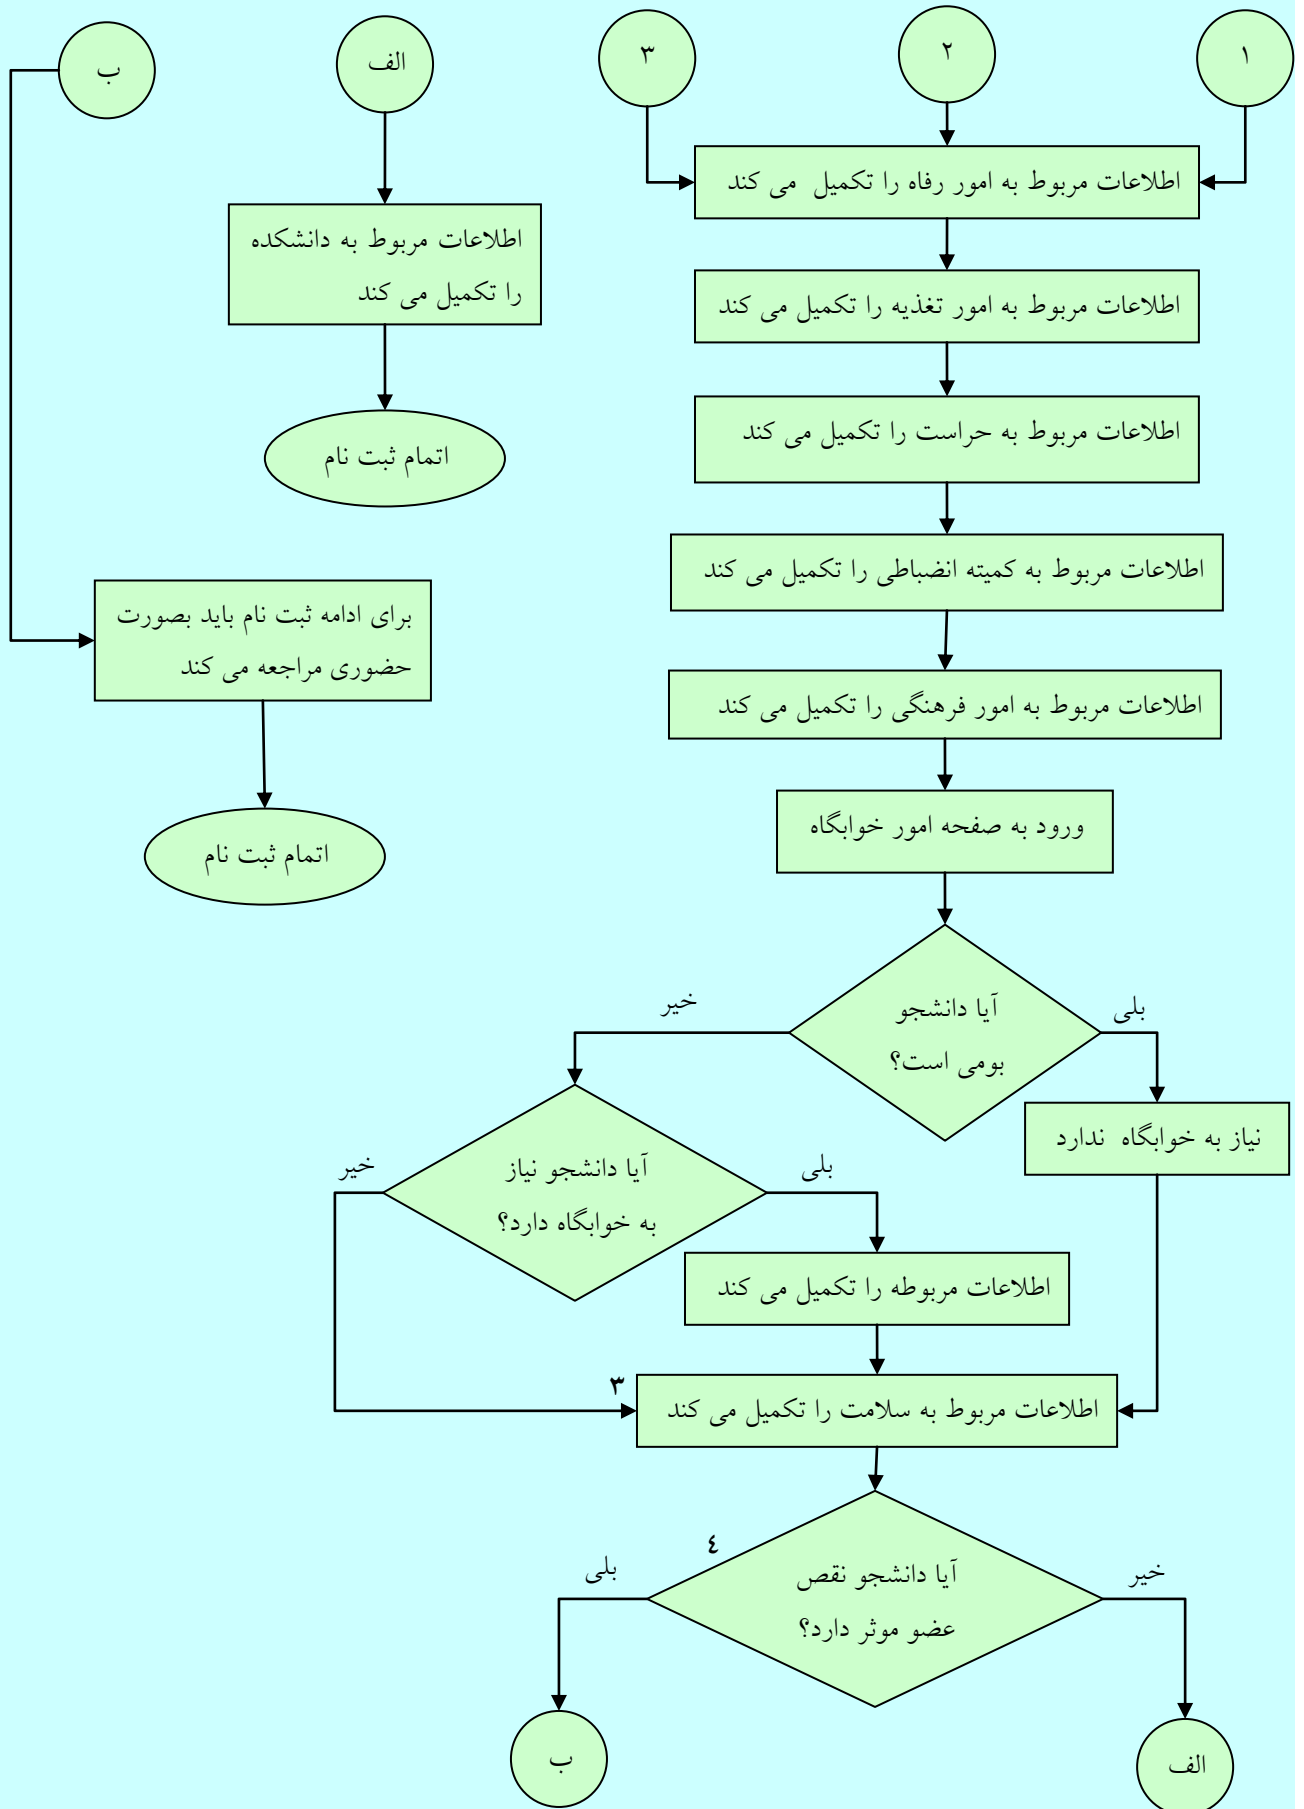 ۱
۲
۳
الف
ب
اطلاعات مربوط به امور رفاه را تکمیل می کند
اطلاعات مربوط به دانشکده
را تکمیل می کند
اطلاعات مربوط به امور تغذیه را تکمیل می کند
اطلاعات مربوط به حراست را تکمیل می کند
اتمام ثبت نام
اطلاعات مربوط به کمیته انضباطی را تکمیل می کند
برای ادامه ثبت نام باید بصورت
حضوری مراجعه می کند
اطلاعات مربوط به امور فرهنگی را تکمیل می کند
ورود به صفحه امور خوابگاه
اتمام ثبت نام
آیا دانشجو
بومی است؟
بلی
خیر
نیاز به خوابگاه ندارد
آیا دانشجو نیاز
به خوابگاه دارد؟
بلی
خیر
اطلاعات مربوطه را تکمیل می کند
۳
اطلاعات مربوط به سلامت را تکمیل می کند
٤
آیا دانشجو نقص
عضو موثر دارد؟
خیر
بلی
الف
ب